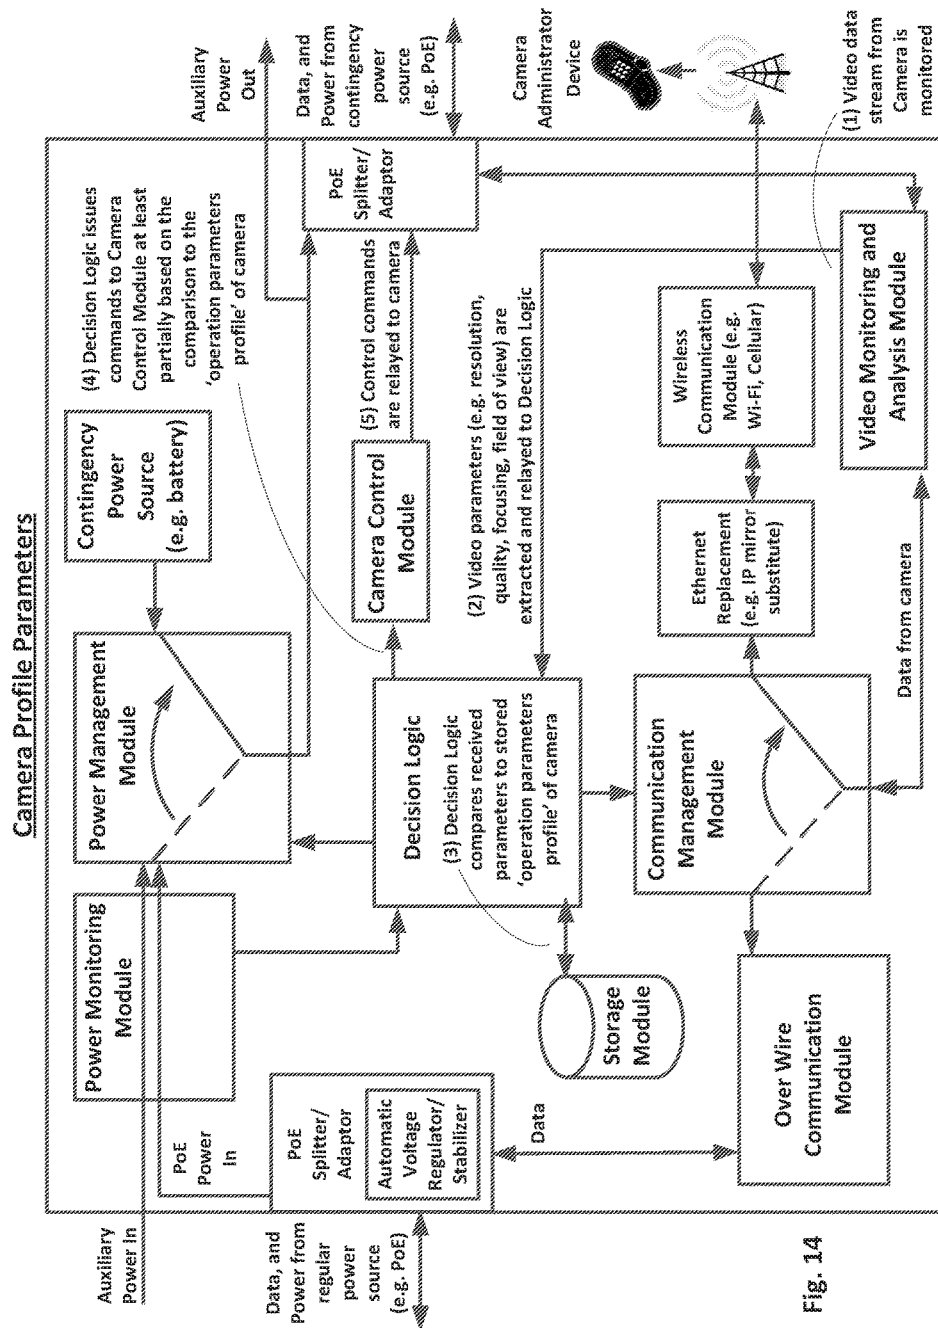 Camera Profile Parameters
Auxiliary
Power In
PoE
Power
In
Data, and
Power from
regular
power
source
(e.g. PoE)
PoE
Splitter/
Adaptor
Automatic
Voltage
Regulator/
Stabilizer
Power Monitoring
Module
Power Management
Module
Contingency
Power
Source
(e.g. battery)
(4) Decision Logic issues
commands to Camera
Control Module at least
partially based on the
comparison to the
'operation parameters
profile' of camera
Auxiliary
Power
Out
Data, and
Power from
contingency
power
source
(e.g. PoE)
PoE
Splitter/
Adaptor
(5) Control commands
are relayed to camera
Camera Control
Module
Decision Logic
(3) Decision Logic
compares received
parameters to stored
'operation parameters
profile' of camera
(2) Video parameters (e.g. resolution,
quality, focusing, field of view) are
extracted and relayed to Decision Logic
Camera
Administrator
Device
Storage
Module
Data
Over Wire
Communication
Module
Communication
Management
Module
Ethernet
Replacement
(e.g. IP mirror
substitute)
Wireless
Communication
Module (e.g.
Wi-Fi, Cellular)
Data from camera
Video Monitoring and
Analysis Module
(1) Video data
stream from
Camera is
monitored
Fig. 14